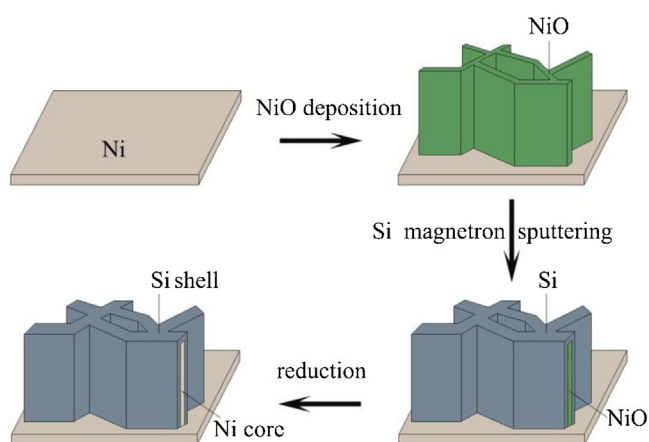 NiO
Ni
NiO deposition
Si magnetron sputtering
Si shell
Si
reduction
Ni core
NiO